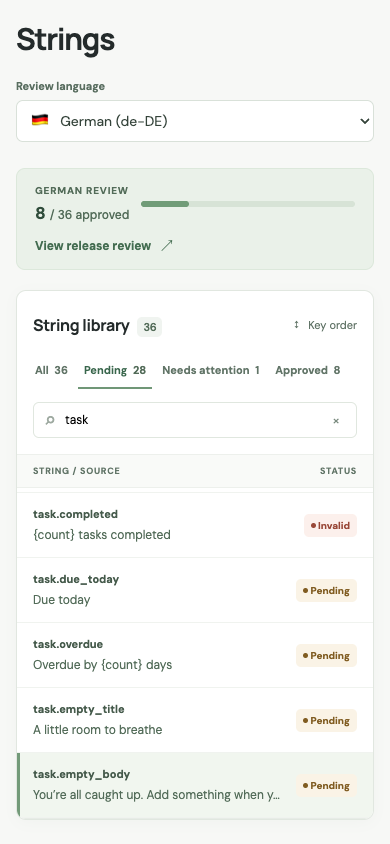 Strings
Review language
German (de-DE)
GERMAN REVIEW
8 / 36 approved
View release review ↗
String library 36
↕ Key order
All 36 Pending 28 Needs attention 1 Approved 8
task ×
STRING / SOURCE STATUS
task.completed
Invalid
{count} tasks completed
task.due_today
Pending
Due today
task.overdue
Pending
Overdue by {count} days
task.empty_title
Pending
A little room to breathe
task.empty_body
Pending
You’re all caught up. Add something when y…